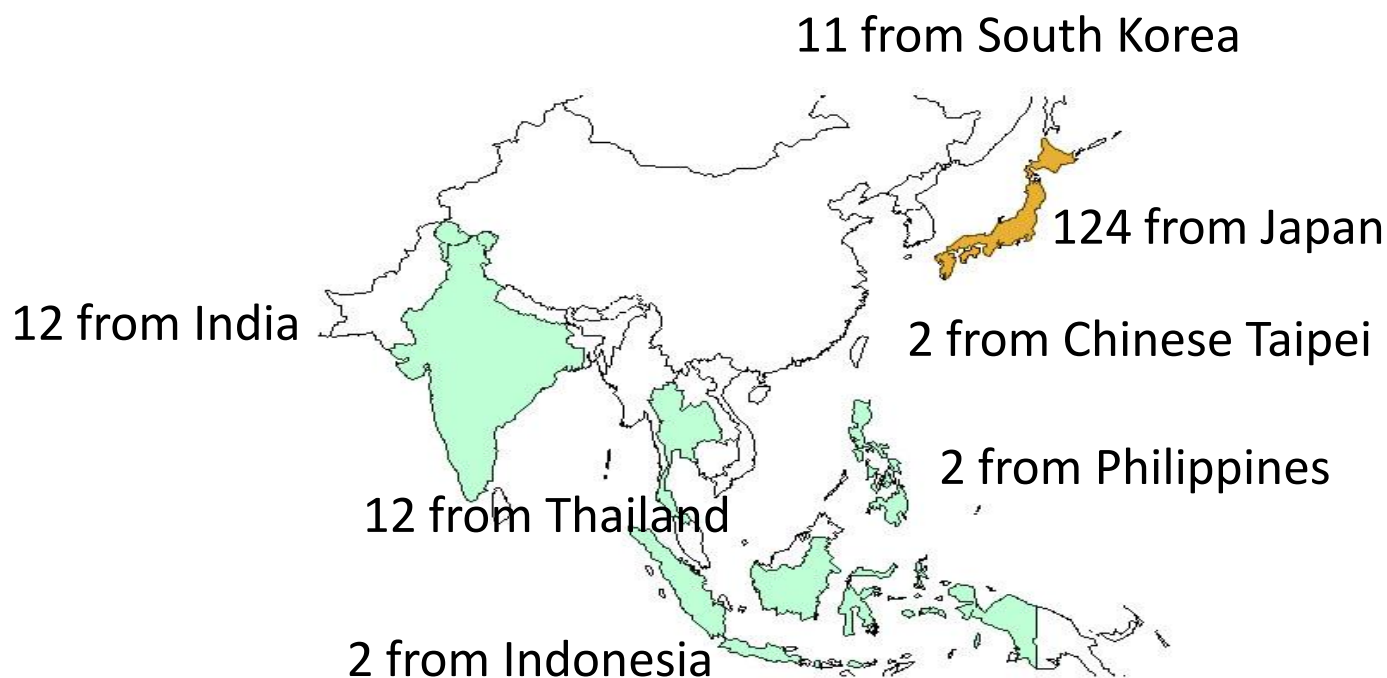 11 from South Korea
124 from Japan
12 from India
2 from Chinese Taipei
2 from Philippines
12 from Thailand
2 from Indonesia